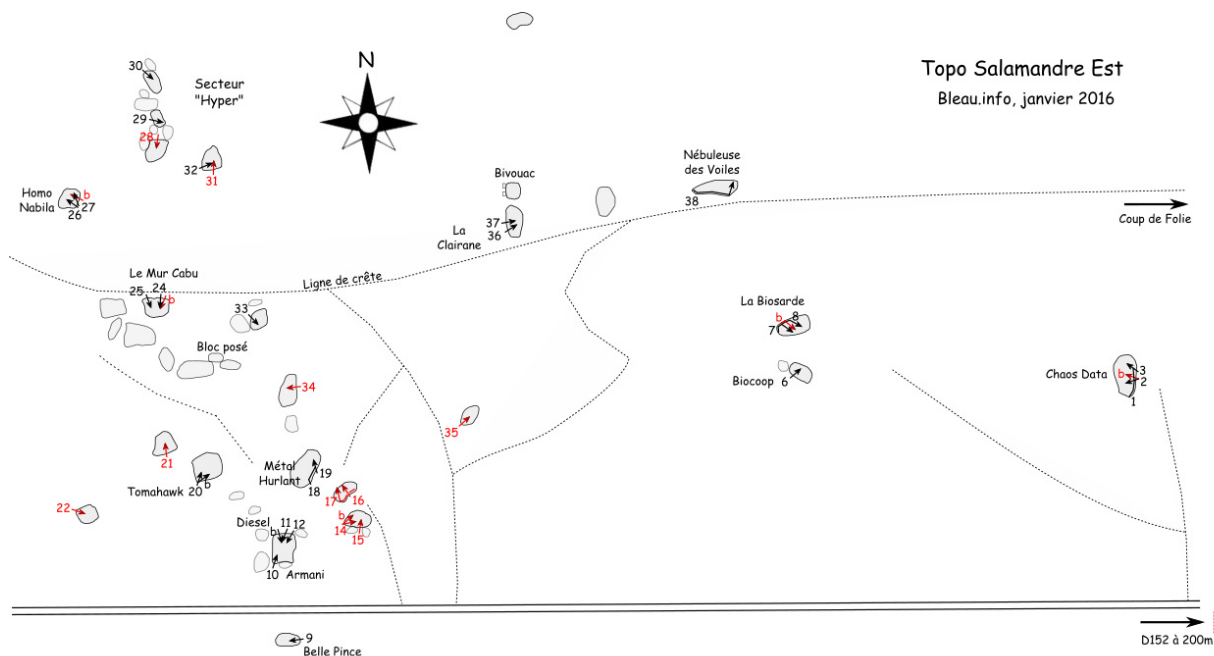 N
Topo Salamandre Est
Bleau.info, janvier 2016
30
Secteur
"Hyper"
29
28
32
31
Homo
Nabila
b
27
26
Bivouac
Nébuleuse
des Voiles
38
37
36
La
Clairane
Coup de Folie
Le Mur Cabu
25
24
b
Ligne de crête
33
Bloc posé
La Biosarde
b
8
7
Biocoop
6
Chaos Data
b
3
2
1
34
35
21
Tomahawk
20
b
Métal
Hurlant
19
18
17
16
22
Diesel
b
11
12
b
14
15
10
Armani
9
Belle Pince
D152 à 200m